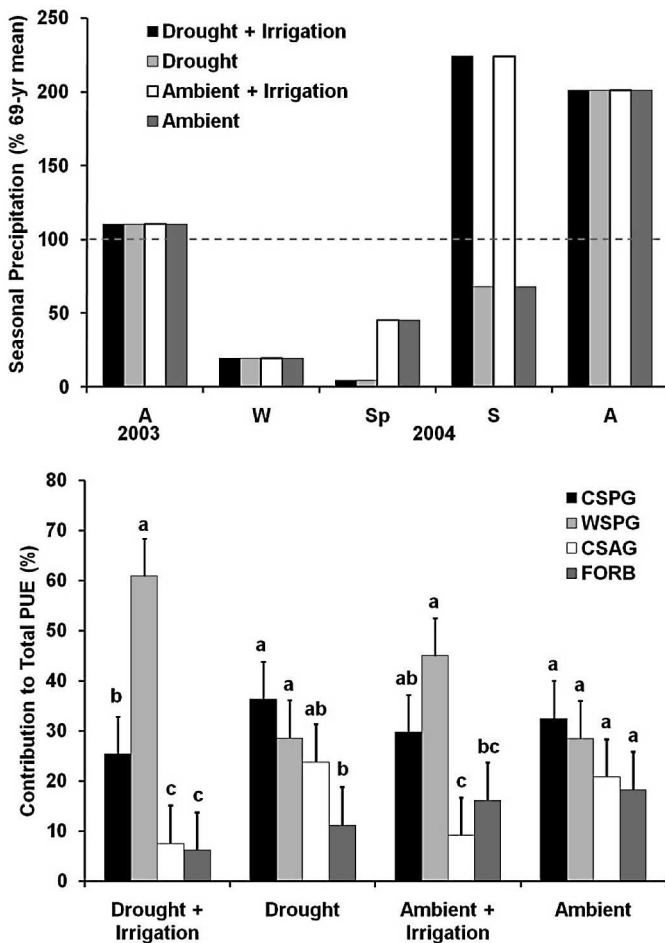 Seasonal Precipitation (% 69-yr mean)
250
200
150
100
50
0
Drought + Irrigation
Drought
Ambient + Irrigation
Ambient
A
W
Sp
S
A
2003
2004
Contribution to Total PUE (%)
80
70
60
50
40
30
20
10
0
CSPG
WSPG
CSAG
FORB
b
a
c
c
a
a
ab
b
ab
a
c
bc
a
a
a
a
Drought +
Irrigation
Drought
Ambient +
Irrigation
Ambient